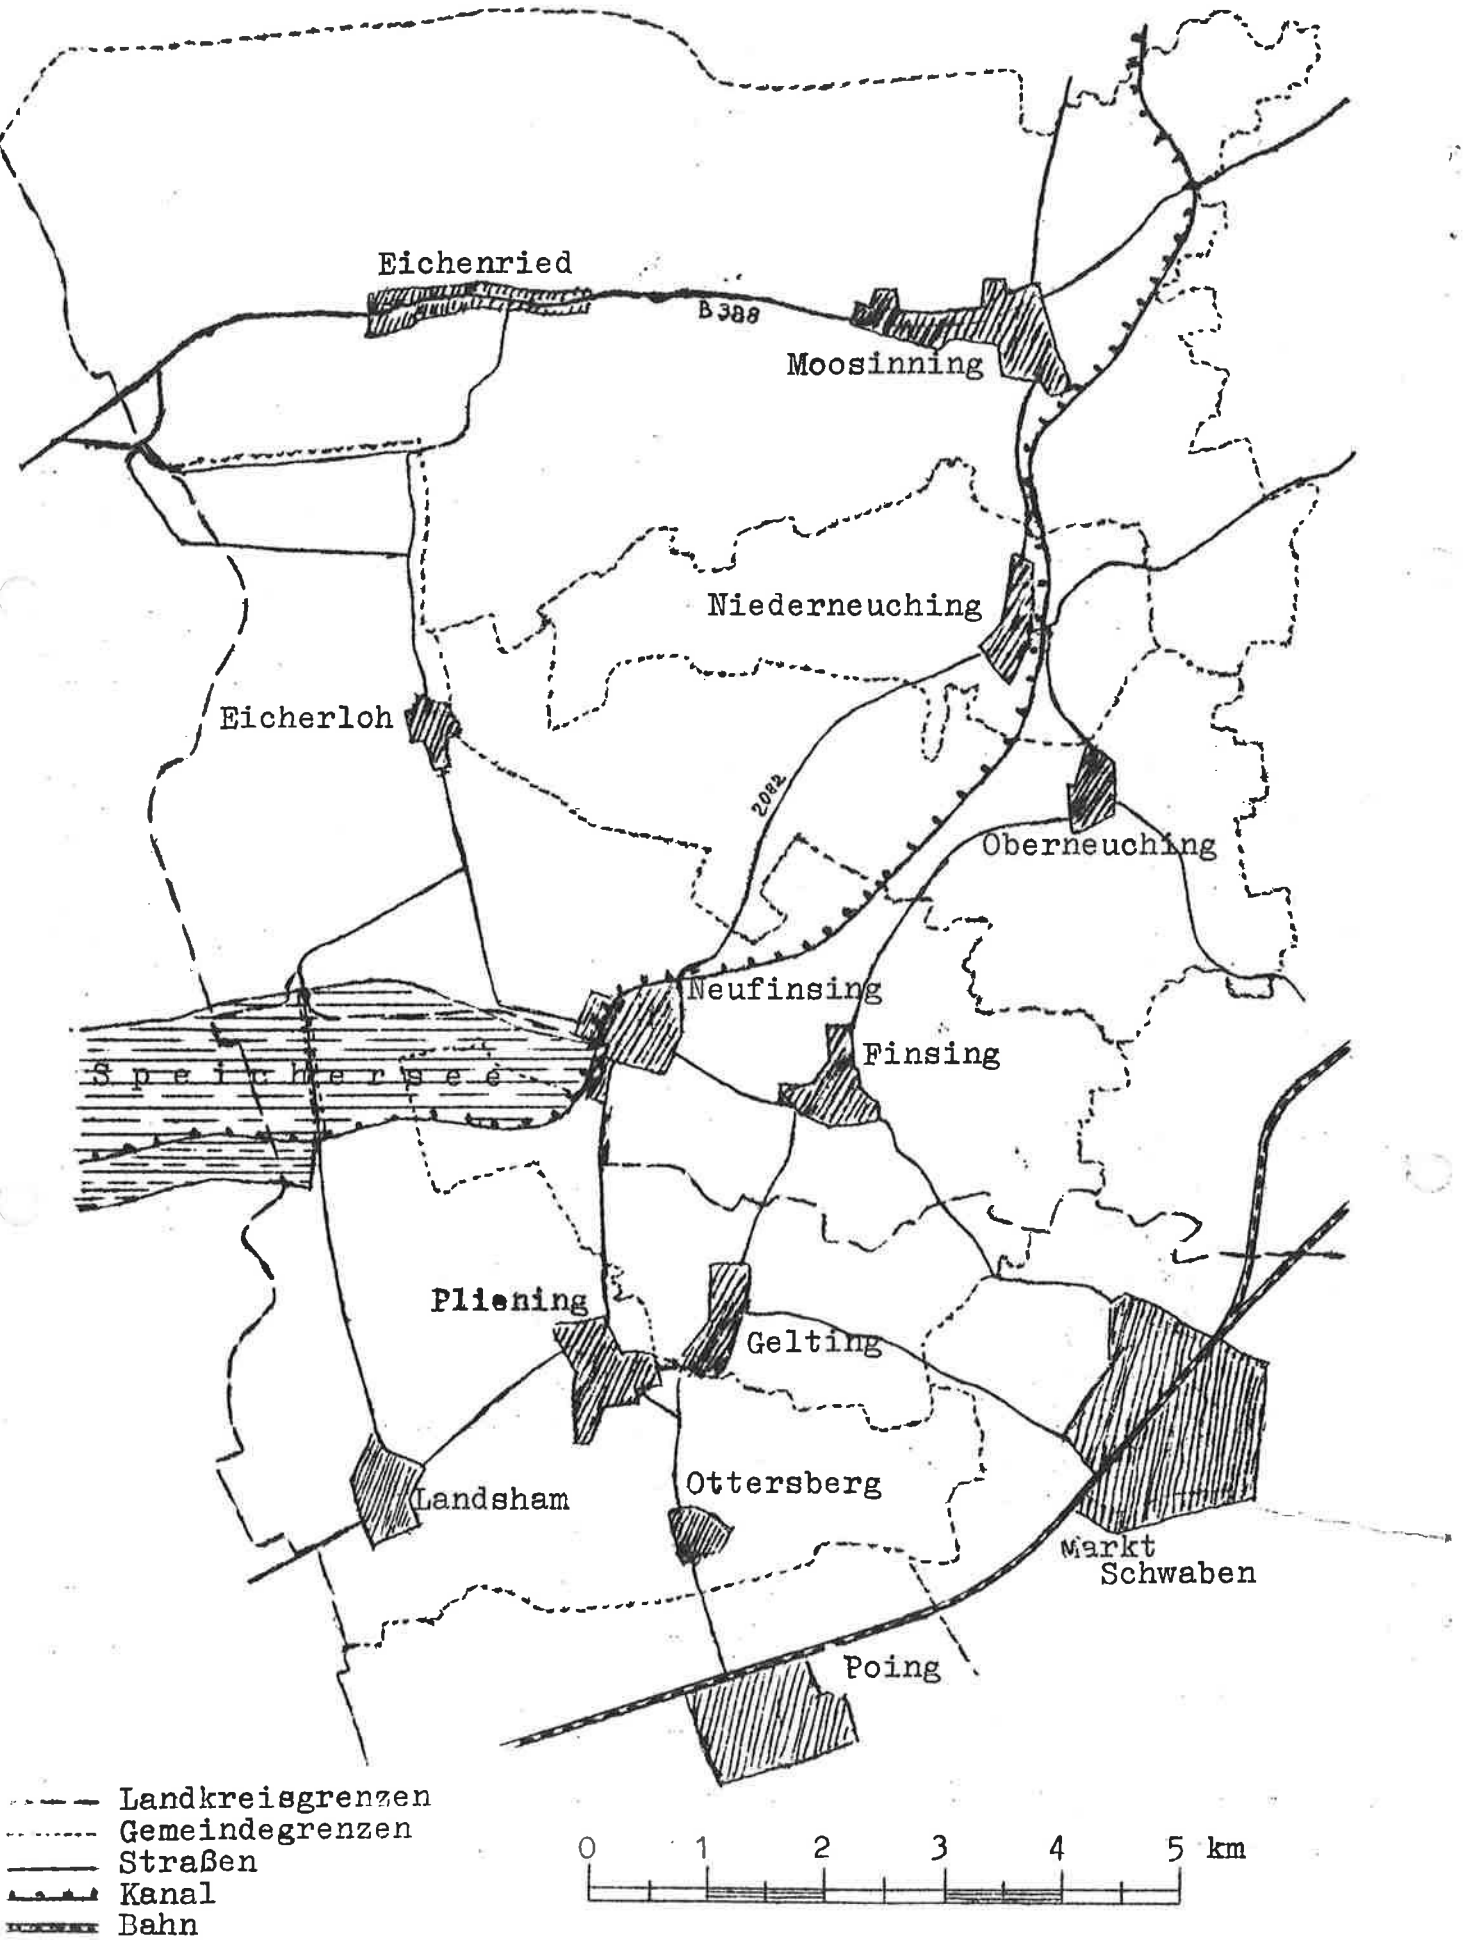 Eichenried
B 388
Moosinning
Niederneuching
Eicherloh
2082
Oberneuching
Neufinsing
Finsing
Speichersee
Pliening
Gelting
Ottersberg
Landsham
Markt
Schwaben
Poing
Landkreisgrenzen
Gemeindegrenzen
Straßen
Kanal
Bahn
0 1 2 3 4 5 km